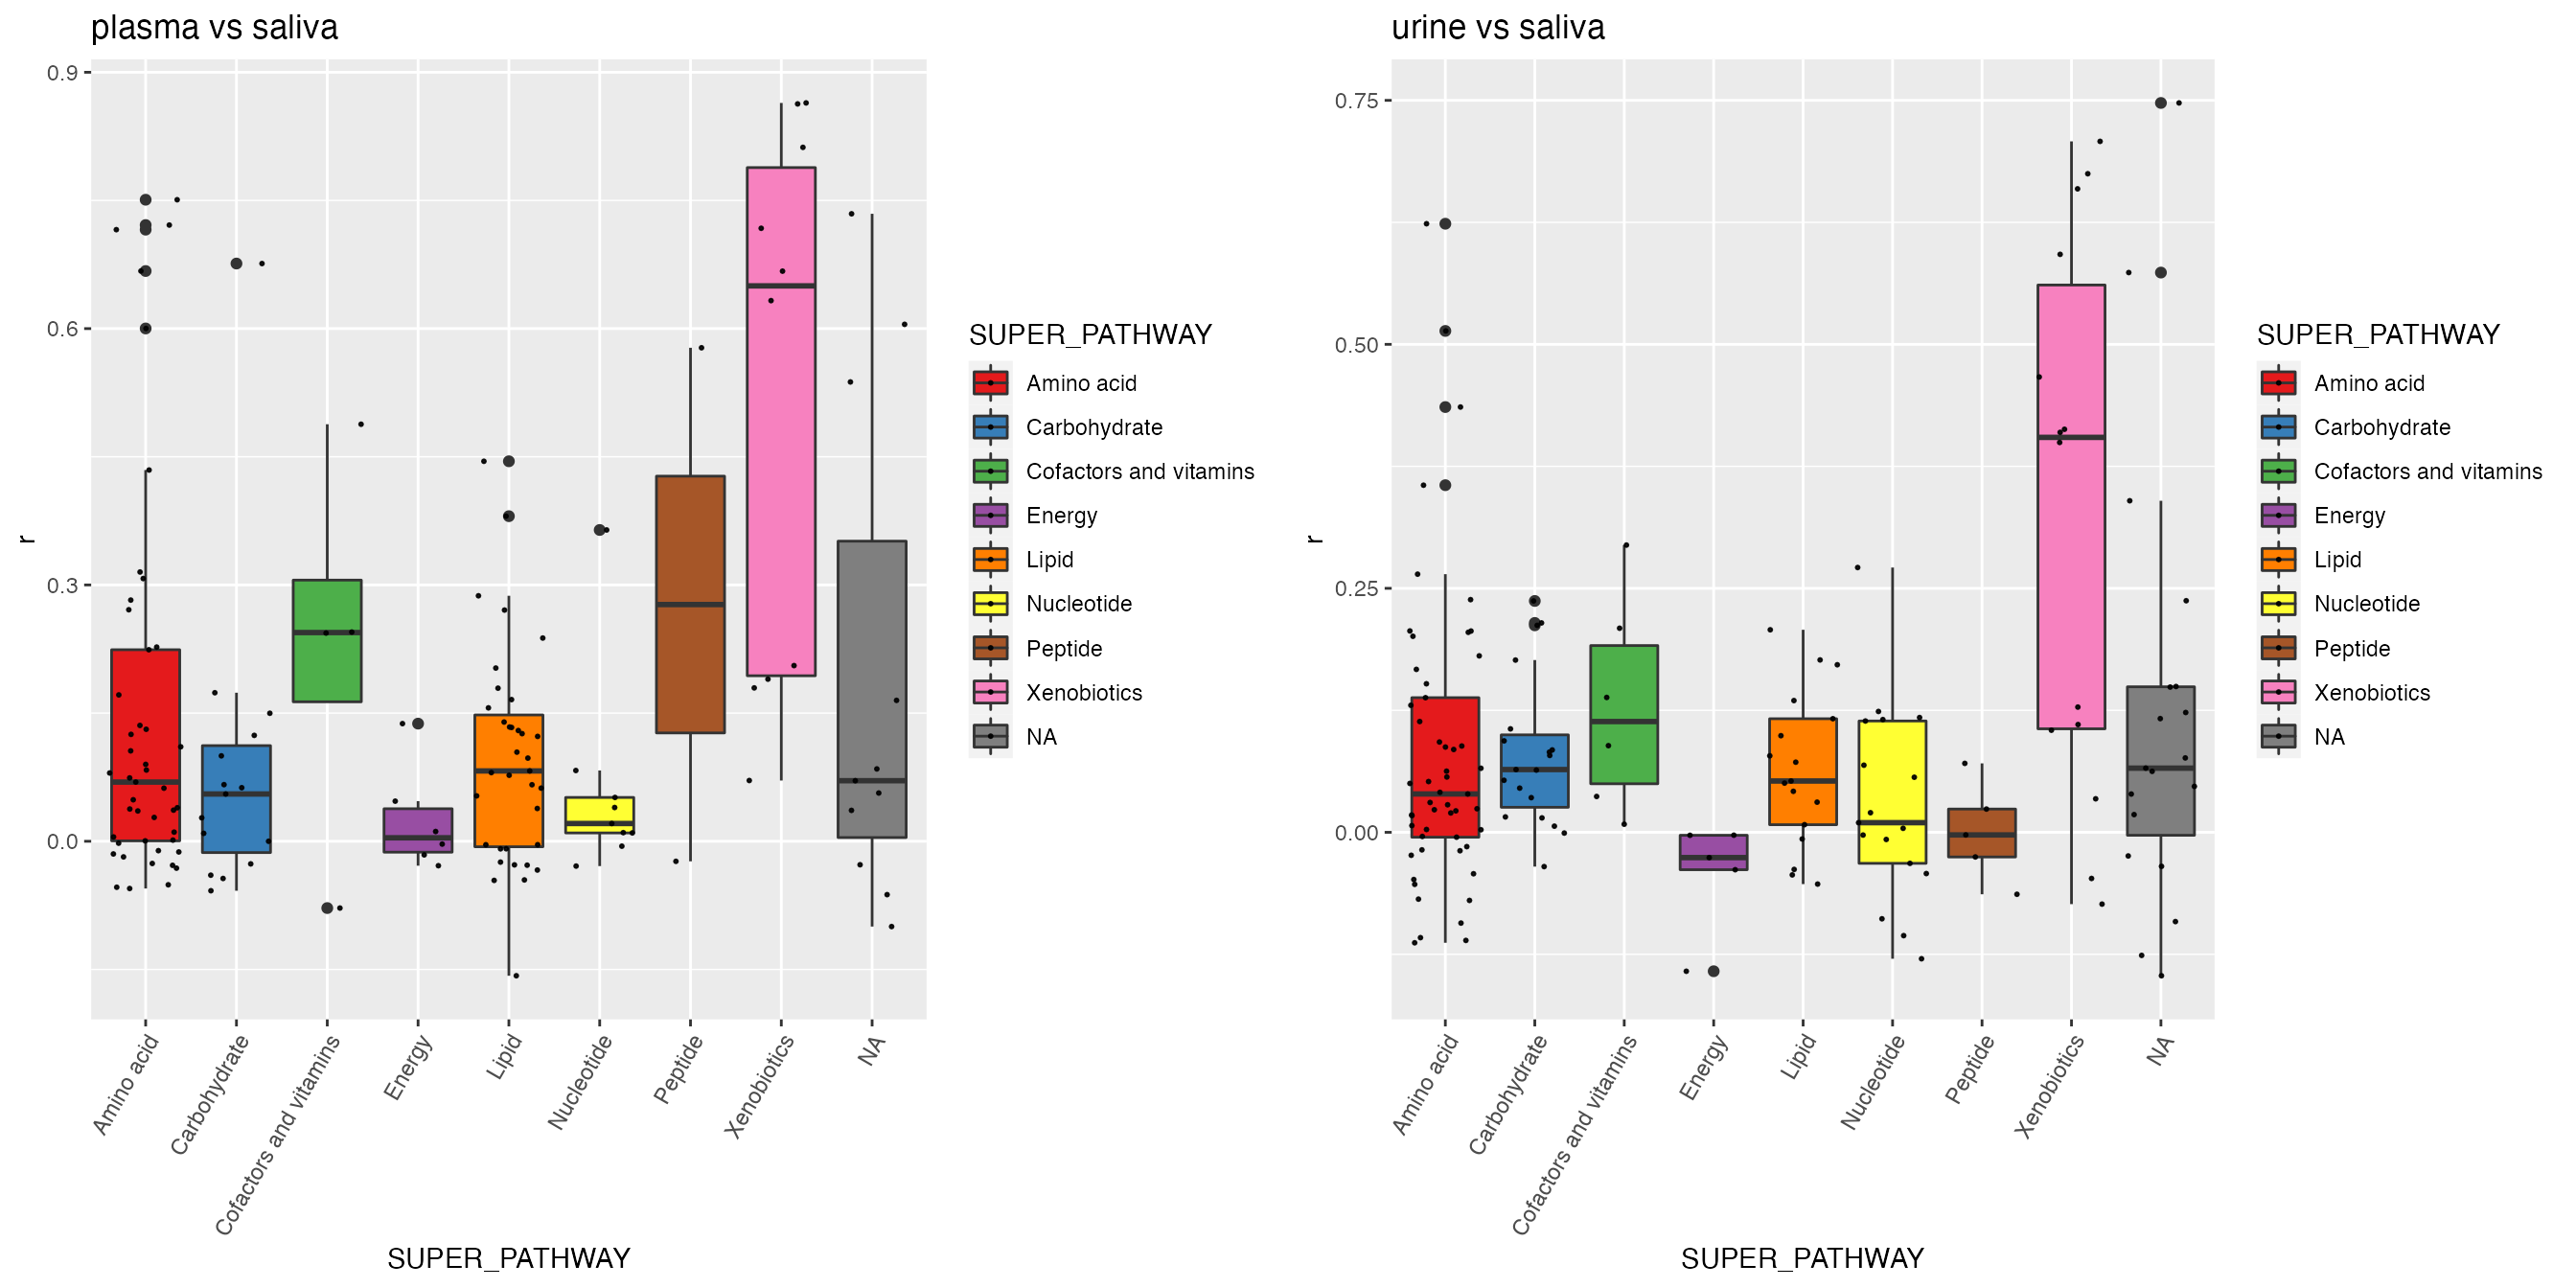 plasma vs saliva
0.9
0.6
0.3
0.0
r
Amino acid
Carbohydrate
Cofactors and vitamins
Energy
Lipid
Nucleotide
Peptide
Xenobiotics
NA
SUPER_PATHWAY
SUPER_PATHWAY
Amino acid
Carbohydrate
Cofactors and vitamins
Energy
Lipid
Nucleotide
Peptide
Xenobiotics
NA
urine vs saliva
0.75
0.50
0.25
0.00
r
Amino acid
Carbohydrate
Cofactors and vitamins
Energy
Lipid
Nucleotide
Peptide
Xenobiotics
NA
SUPER_PATHWAY
SUPER_PATHWAY
Amino acid
Carbohydrate
Cofactors and vitamins
Energy
Lipid
Nucleotide
Peptide
Xenobiotics
NA